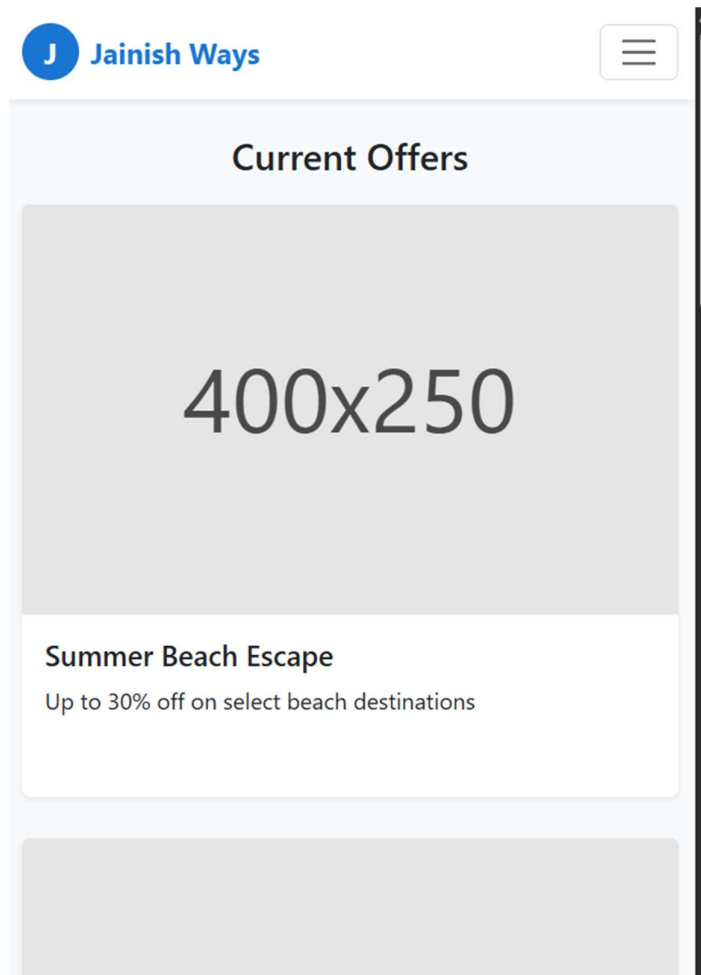 J Jainish Ways
Current Offers
400x250
Summer Beach Escape
Up to 30% off on select beach destinations